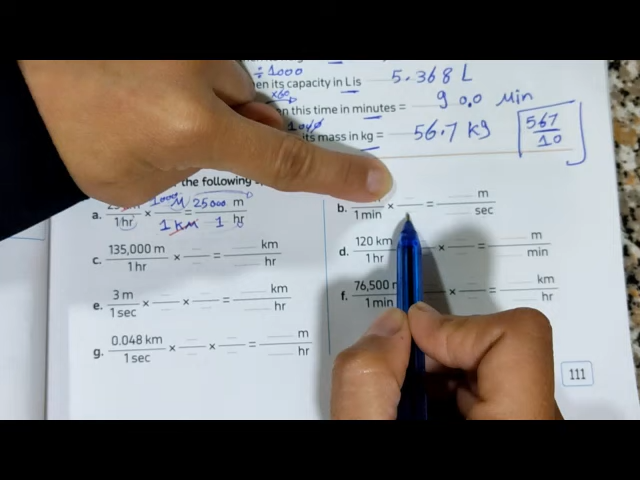 ÷1000
en its capacity in L is 5.368 L
×60
n this time in minutes = 90.0 Min
its mass in kg = 56.7 kg
567/10
the following
a. 1 hr × 1000 M / 1 KM = 25000 m / 1 hr
b. 1 min × = m / sec
c. 135,000 m / 1 hr × × = km / hr
d. 120 km / 1 hr × = m / min
e. 3 m / 1 sec × × = km / hr
f. 76,500 / 1 min × = km / hr
g. 0.048 km / 1 sec × × = m / hr
111